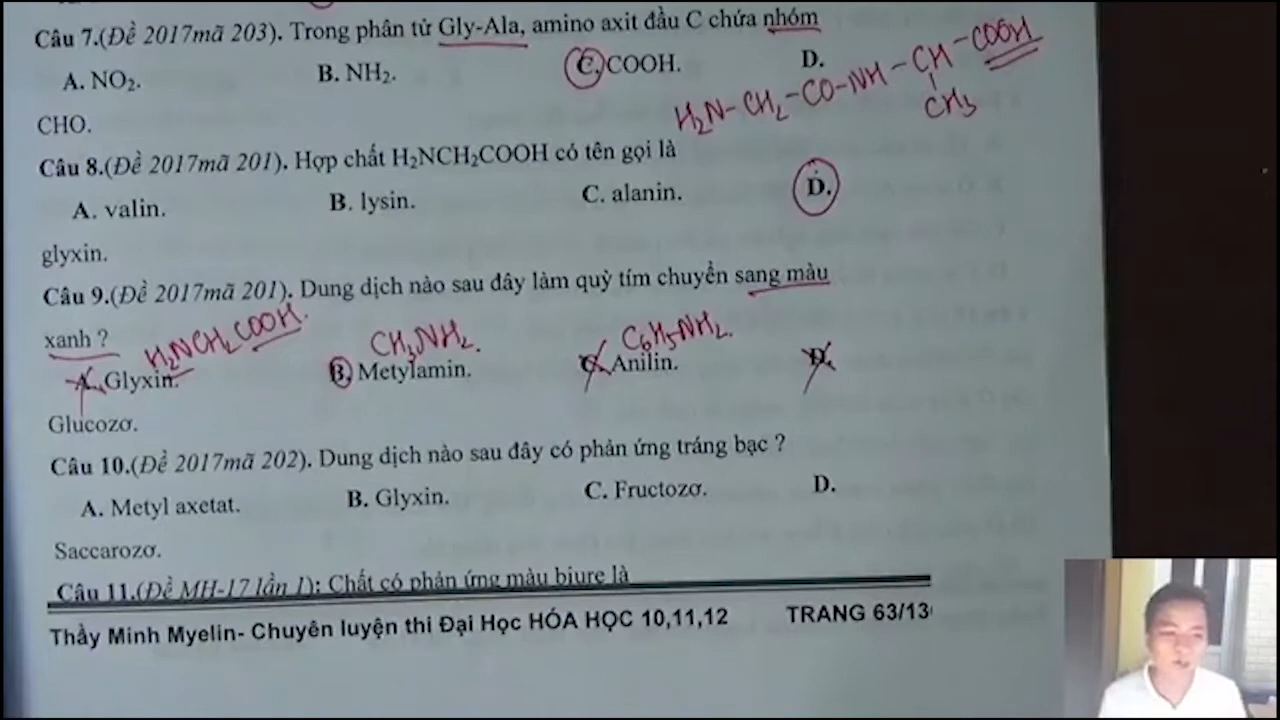 Câu 7.(Đề 2017mã 203). Trong phân tử Gly-Ala, amino axit đầu C chứa nhóm
A. NO₂. B. NH₂. C. COOH. D.
CHO.
H₂N-CH₂-CO-NH-CH-COOH
CH₃
Câu 8.(Đề 2017mã 201). Hợp chất H₂NCH₂COOH có tên gọi là
A. valin. B. lysin. C. alanin. D.
glyxin.
Câu 9.(Đề 2017mã 201). Dung dịch nào sau đây làm quỳ tím chuyển sang màu
xanh ?
H₂NCH₂COOH. CH₃NH₂. C₆H₅NH₂.
A. Glyxin. B. Metylamin. C. Anilin. D.
Glucozơ.
Câu 10.(Đề 2017mã 202). Dung dịch nào sau đây có phản ứng tráng bạc ?
A. Metyl axetat. B. Glyxin. C. Fructozơ. D.
Saccarozơ.
Câu 11.(Đề MH-17 lần 1): Chất có phản ứng màu biure là
Thầy Minh Myelin- Chuyên luyện thi Đại Học HÓA HỌC 10,11,12 TRANG 63/13